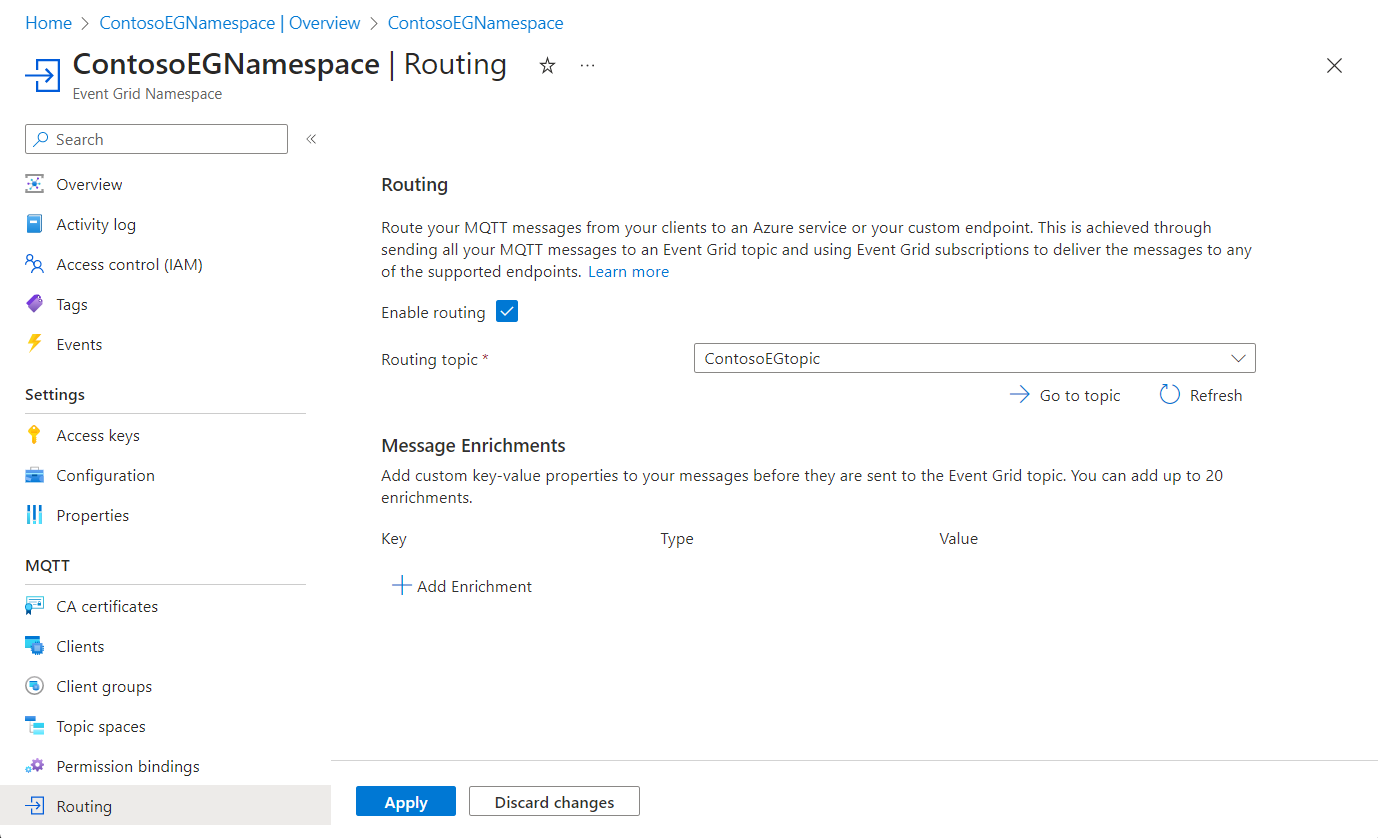 Home > ContosoEGNamespace | Overview > ContosoEGNamespace
ContosoEGNamespace | Routing
Event Grid Namespace
Search
Overview
Activity log
Access control (IAM)
Tags
Events
Settings
Access keys
Configuration
Properties
MQTT
CA certificates
Clients
Client groups
Topic spaces
Permission bindings
Routing
Routing
Route your MQTT messages from your clients to an Azure service or your custom endpoint. This is achieved through
sending all your MQTT messages to an Event Grid topic and using Event Grid subscriptions to deliver the messages to any
of the supported endpoints. Learn more
Enable routing
Routing topic * ContosoEGtopic
Go to topic Refresh
Message Enrichments
Add custom key-value properties to your messages before they are sent to the Event Grid topic. You can add up to 20
enrichments.
Key Type Value
Add Enrichment
Apply Discard changes